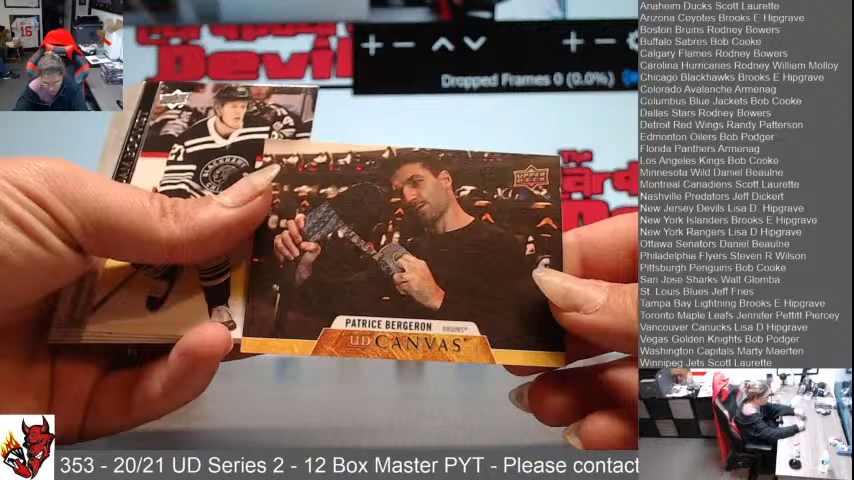 Dropped Frames 0 (0.0%)
UPPER DECK
PATRICE BERGERON BRUINS
UD CANVAS
353 - 20/21 UD Series 2 - 12 Box Master PYT - Please contact
Anaheim Ducks Scott Laurette
Arizona Coyotes Brooks E Hipgrave
Boston Bruins Rodney Bowers
Buffalo Sabres Bob Cooke
Calgary Flames Rodney Bowers
Carolina Hurricanes Rodney William Molloy
Chicago Blackhawks Brooks E Hipgrave
Colorado Avalanche Armenag
Columbus Blue Jackets Bob Cooke
Dallas Stars Rodney Bowers
Detroit Red Wings Randy Patterson
Edmonton Oilers Bob Podger
Florida Panthers Armenag
Los Angeles Kings Bob Cooke
Minnesota Wild Daniel Beaulne
Montreal Canadiens Scott Laurette
Nashville Predators Jeff Dickert
New Jersey Devils Lisa D. Hipgrave
New York Islanders Brooks E Hipgrave
New York Rangers Lisa D Hipgrave
Ottawa Senators Daniel Beaulne
Philadelphia Flyers Steven R Wilson
Pittsburgh Penguins Bob Cooke
San Jose Sharks Walt Glomba
St. Louis Blues Jeff Fries
Tampa Bay Lightning Brooks E Hipgrave
Toronto Maple Leafs Jennifer Pettitt Piercey
Vancouver Canucks Lisa D Hipgrave
Vegas Golden Knights Bob Podger
Washington Capitals Marty Maerten
Winnipeg Jets Scott Laurette